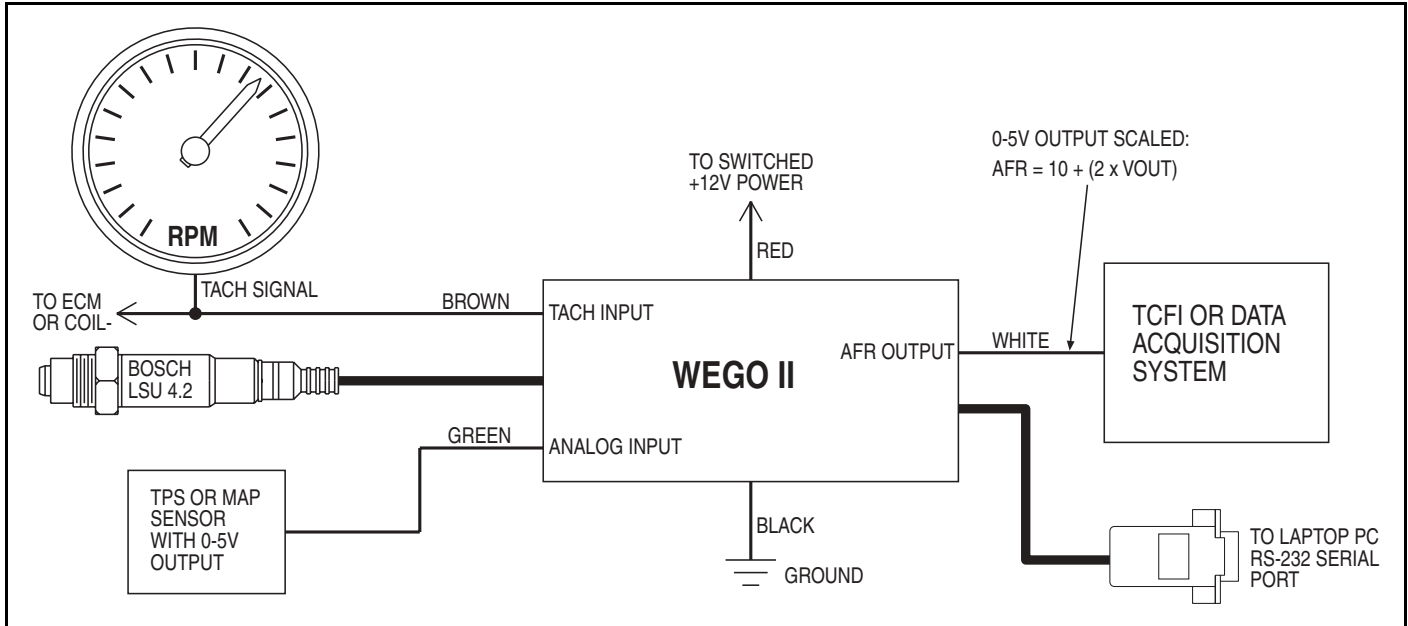 RPM
TACH SIGNAL
TO ECM
OR COIL-
BROWN
TACH INPUT
BOSCH
LSU 4.2
GREEN
ANALOG INPUT
TPS OR MAP
SENSOR
WITH 0-5V
OUTPUT
TO SWITCHED
+12V POWER
RED
WEGO II
AFR OUTPUT
BLACK
GROUND
0-5V OUTPUT SCALED:
AFR = 10 + (2 x VOUT)
WHITE
TCFI OR DATA
ACQUISITION
SYSTEM
TO LAPTOP PC
RS-232 SERIAL
PORT